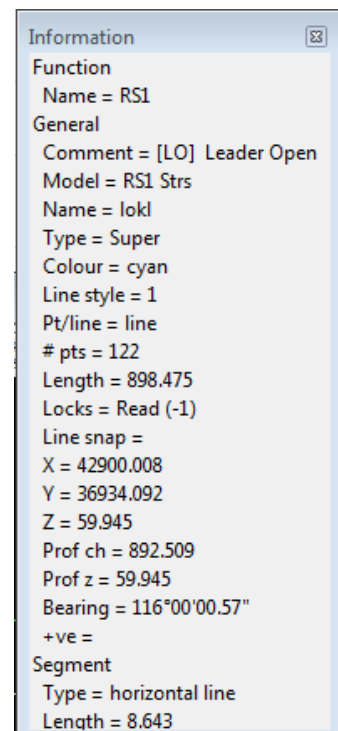 Information
Function
Name = RS1
General
Comment = [LO] Leader Open
Model = RS1 Strs
Name = lokl
Type = Super
Colour = cyan
Line style = 1
Pt/line = line
# pts = 122
Length = 898.475
Locks = Read (-1)
Line snap =
X = 42900.008
Y = 36934.092
Z = 59.945
Prof ch = 892.509
Prof z = 59.945
Bearing = 116°00'00.57"
+ve =
Segment
Type = horizontal line
Length = 8.643